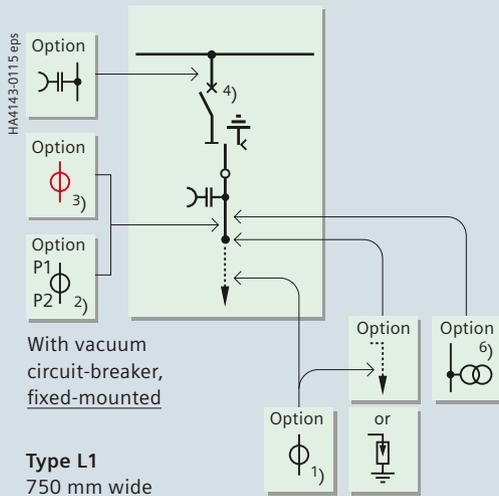 HA4143-0115 eps
Option
4)
Option
3)
Option
P1
P2
2)
With vacuum
circuit-breaker,
fixed-mounted
Option
Option
6)
Option
1)
or
Type L1
750 mm wide